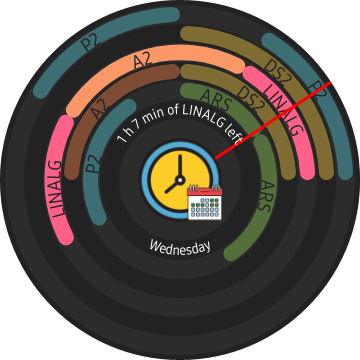 P2
A2
DS2
P2
A2
ARS
DS2
LINALG
P2
1 h 7 min of LINALG left
LINALG
ARS
Wednesday